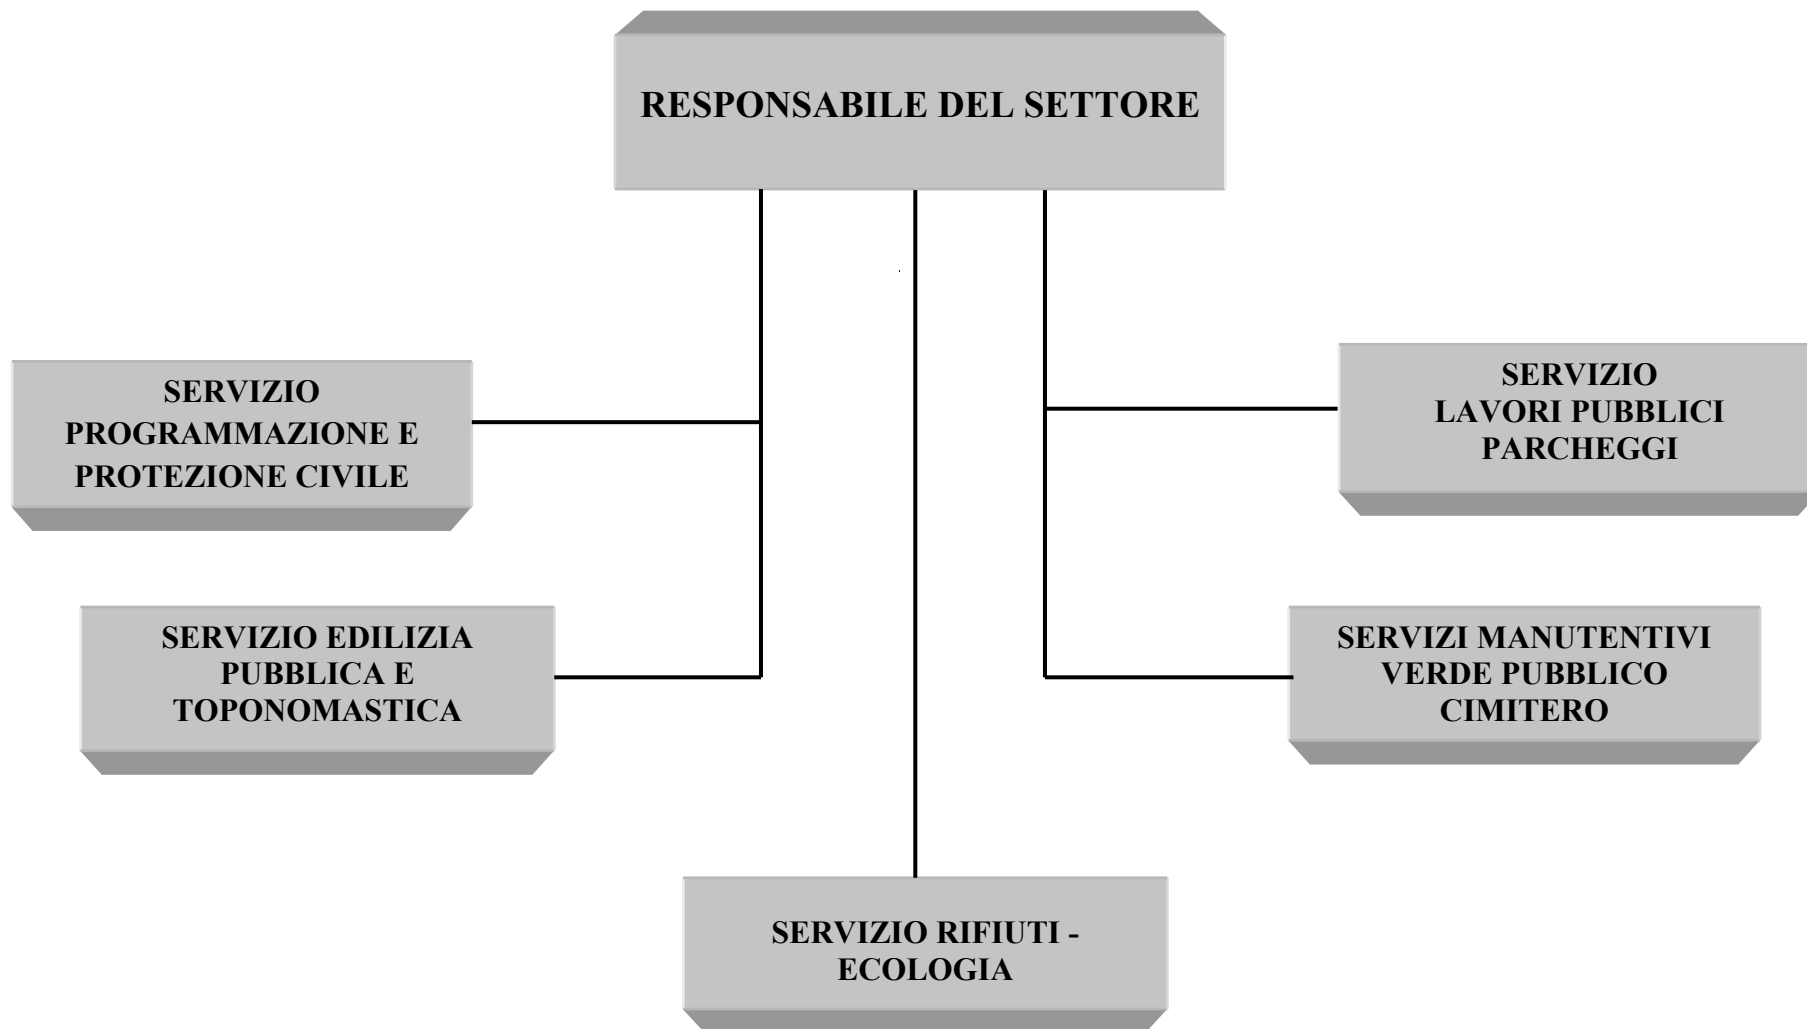 RESPONSABILE DEL SETTORE
SERVIZIO
PROGRAMMAZIONE E
PROTEZIONE CIVILE
SERVIZIO
LAVORI PUBBLICI
PARCHEGGI
SERVIZIO EDILIZIA
PUBBLICA E
TOPONOMASTICA
SERVIZI MANUTENTIVI
VERDE PUBBLICO
CIMITERO
SERVIZIO RIFIUTI -
ECOLOGIA